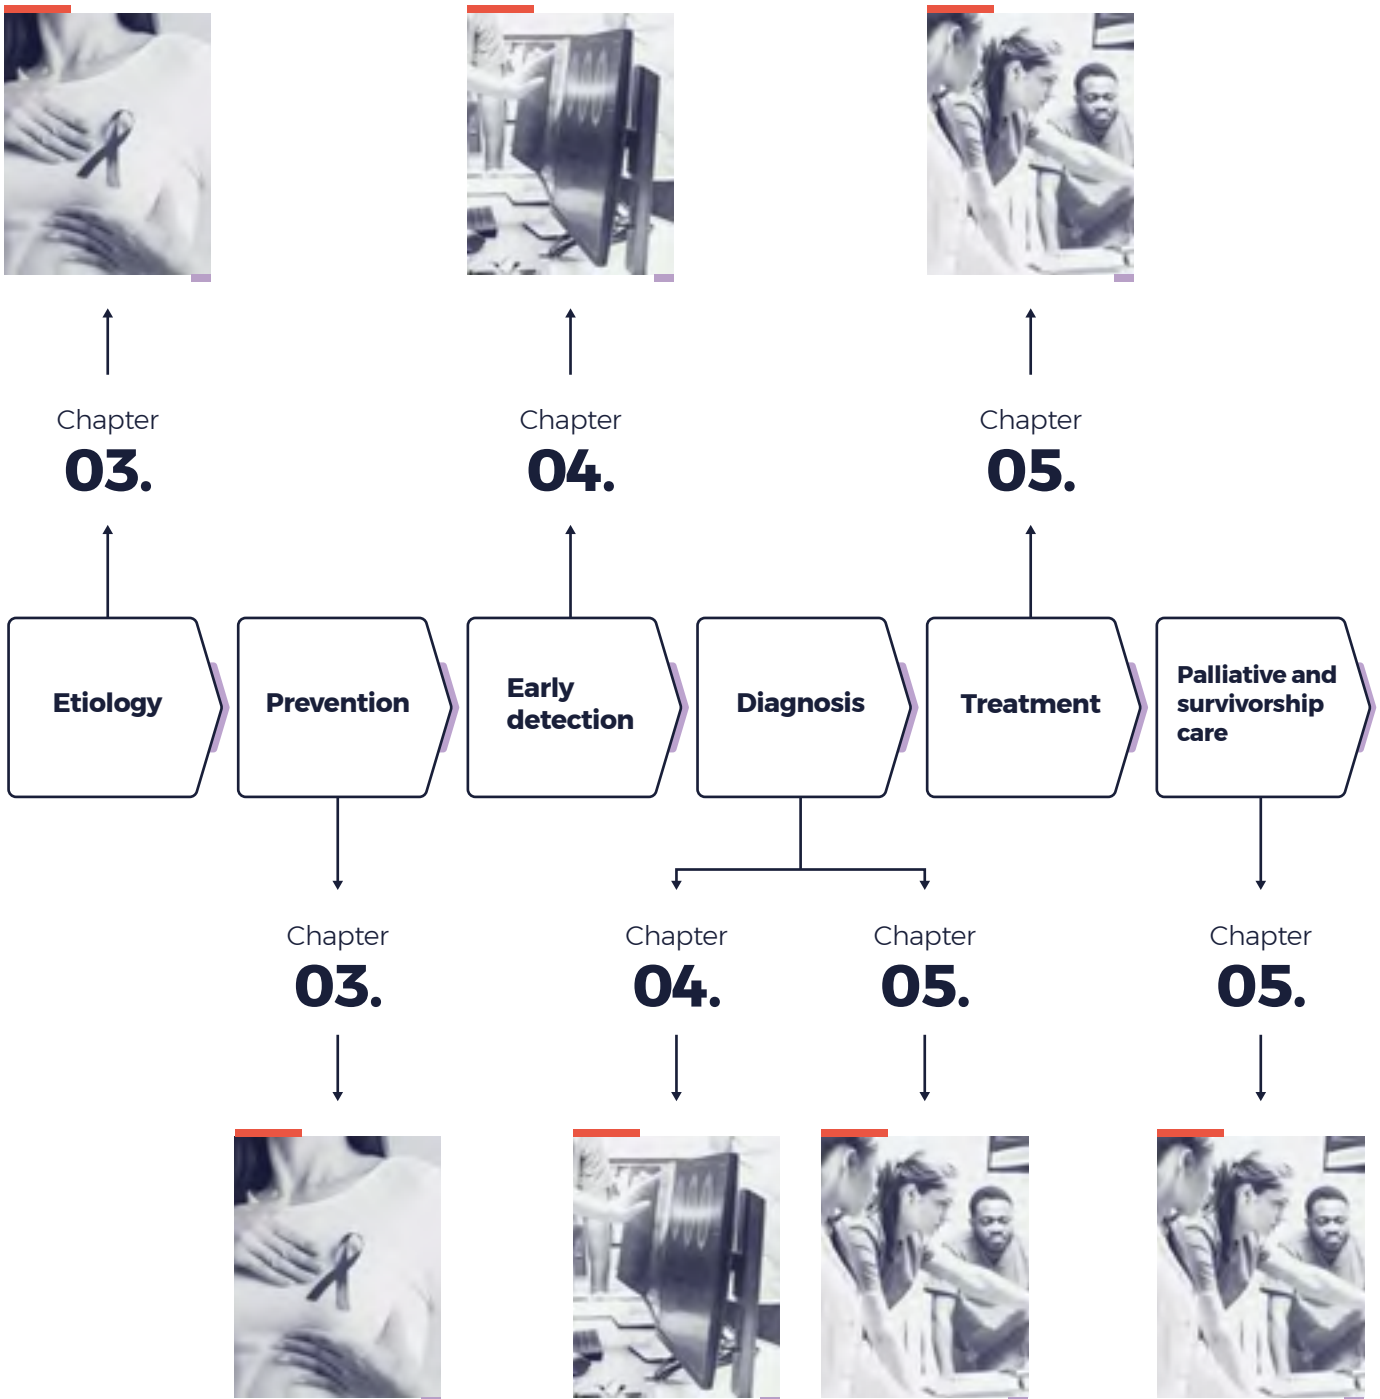 Chapter
03.
Chapter
04.
Chapter
05.
Etiology
Prevention
Early
detection
Diagnosis
Treatment
Palliative and
survivorship
care
Chapter
03.
Chapter
04.
Chapter
05.
Chapter
05.